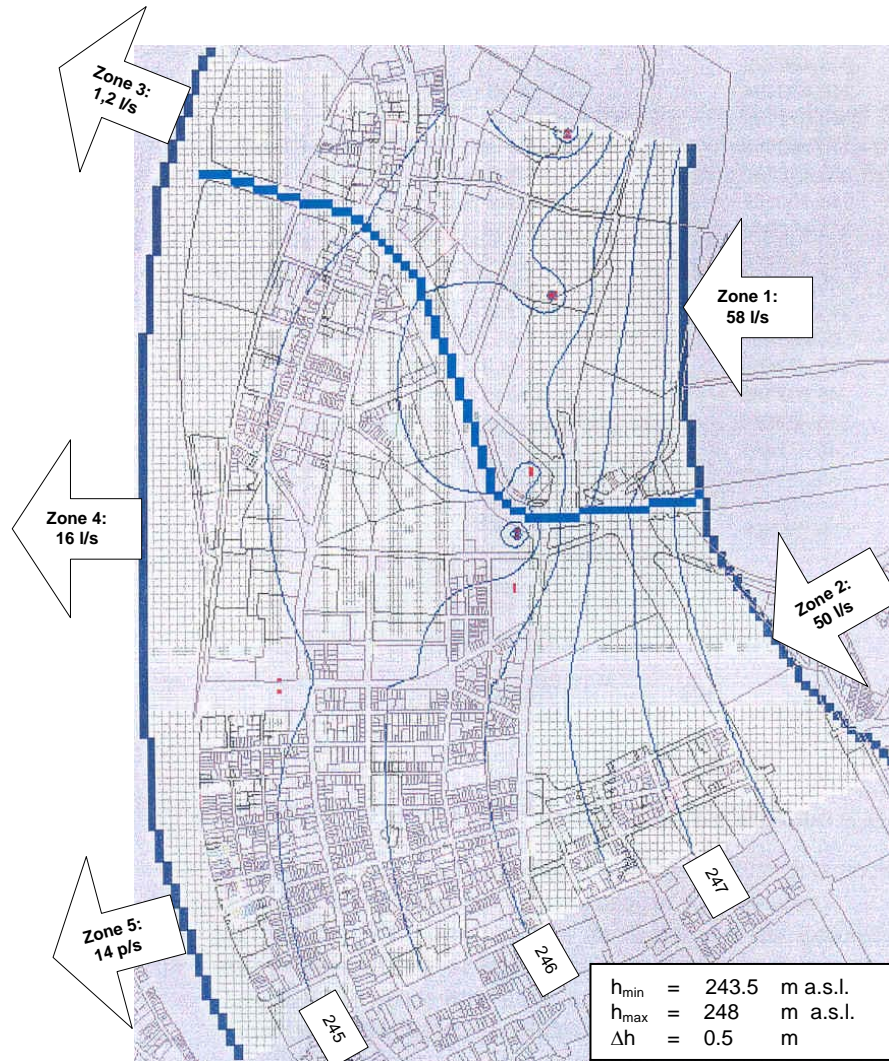 Zone 3:
1,2 l/s
Zone 1:
58 l/s
Zone 4:
16 l/s
Zone 2:
50 l/s
Zone 5:
14 p/s
247
246
245
hmin = 243.5 m a.s.l.
hmax = 248 m a.s.l.
Δh = 0.5 m